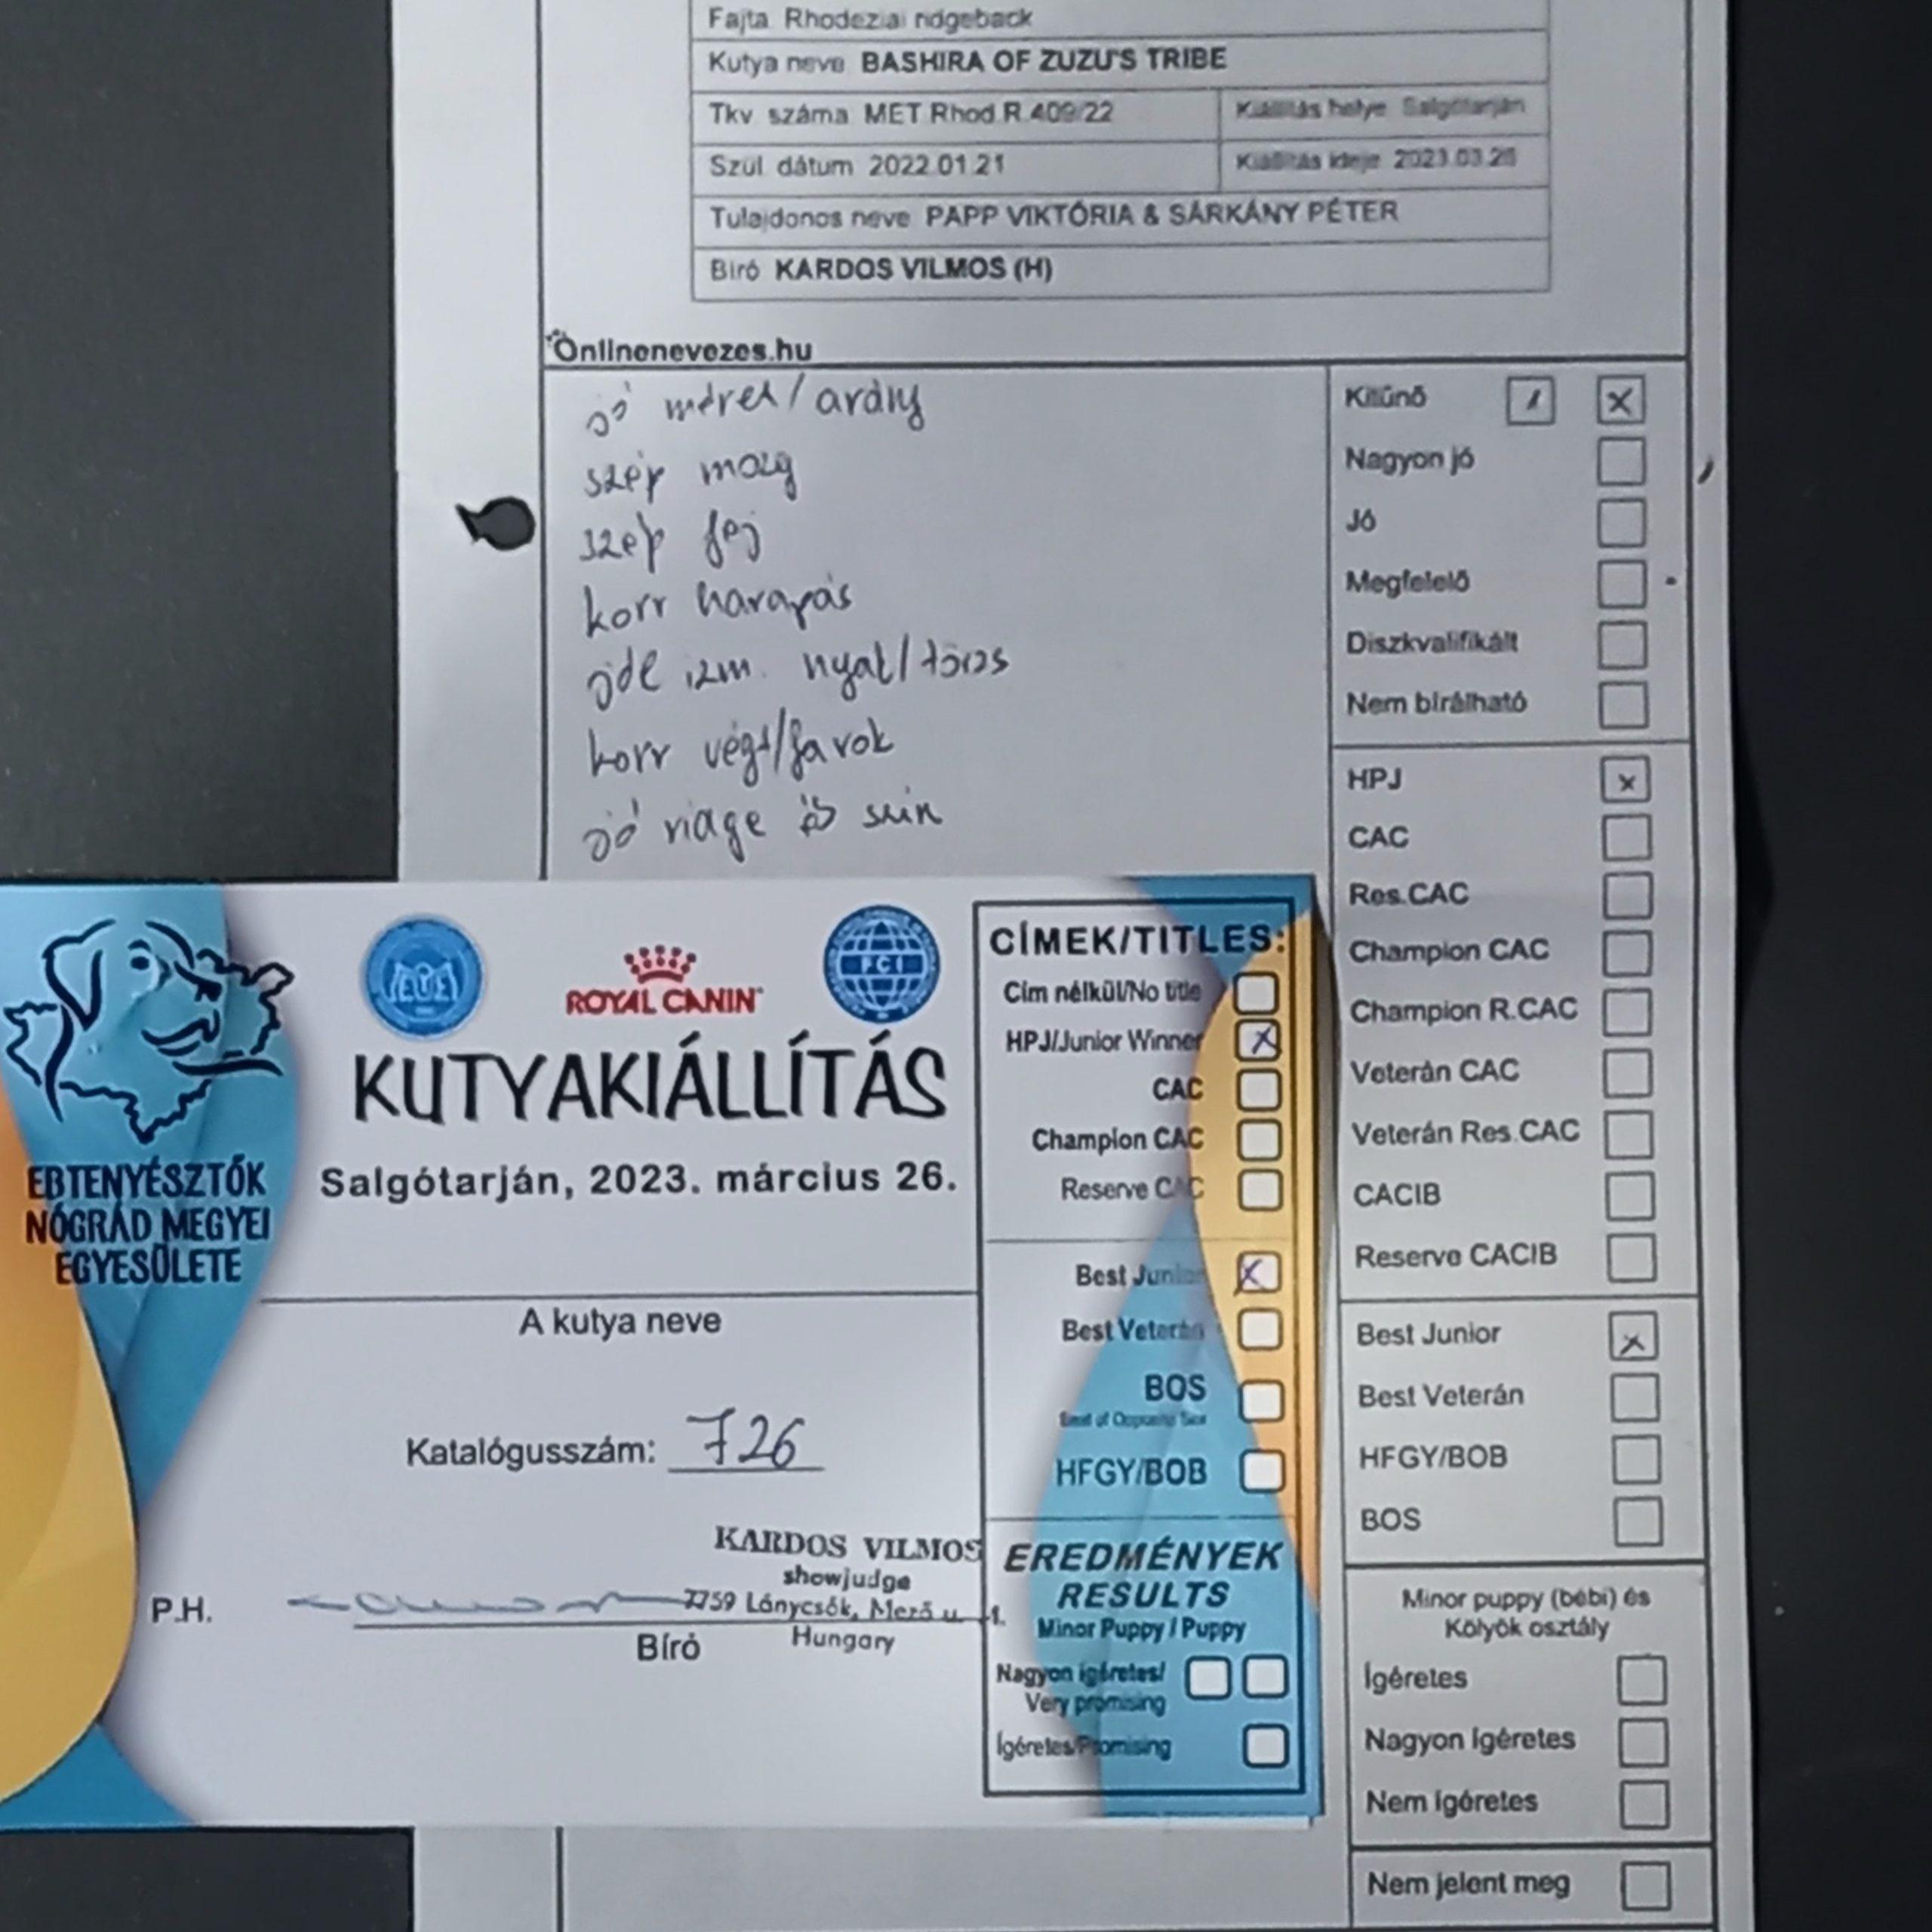 Fajta Rhodeziai ridgeback
Kutya neve BASHIRA OF ZUZU'S TRIBE
Tkv. száma MET.Rhod.R.409/22
Kiállítás helye Salgótarján
Szül. dátum 2022.01.21
Kiállítás ideje 2023.03.26
Tulajdonos neve PAPP VIKTÓRIA & SÁRKÁNY PÉTER
Bíró KARDOS VILMOS (H)
Onlinenevezes.hu
jó méret/arány
szép mozg
szép fej
korr harapás
jól izm. nyak/törzs
korr végt/farok
jó ridge és szín
Kitűnő 1 X
Nagyon jó
Jó
Megfelelő
Diszkvalifikált
Nem bírálható
HPJ X
CAC
Res.CAC
Champion CAC
Champion R.CAC
Veterán CAC
Veterán Res.CAC
CACIB
Reserve CACIB
Best Junior X
Best Veterán
HFGY/BOB
BOS
Minor puppy (bébi) és
Kölyök osztály
Ígéretes
Nagyon ígéretes
Nem ígéretes
Nem jelent meg
EBTENYÉSZTŐK
NÓGRÁD MEGYEI
EGYESÜLETE
ROYAL CANIN
FCI
KUTYAKIÁLLÍTÁS
Salgótarján, 2023. március 26.
A kutya neve
Katalógusszám: 726
KARDOS VILMOS
showjudge
7759 Lánycsók, Mező u. 1.
Hungary
P.H.
Bíró
CÍMEK/TITLES:
Cím nélkül/No title
HPJ/Junior Winner X
CAC
Champion CAC
Reserve CAC
Best Junior X
Best Veterán
BOS
Best of Opposite Sex
HFGY/BOB
EREDMÉNYEK
RESULTS
Minor Puppy / Puppy
Nagyon ígéretes/
Very promising
Ígéretes/Promising